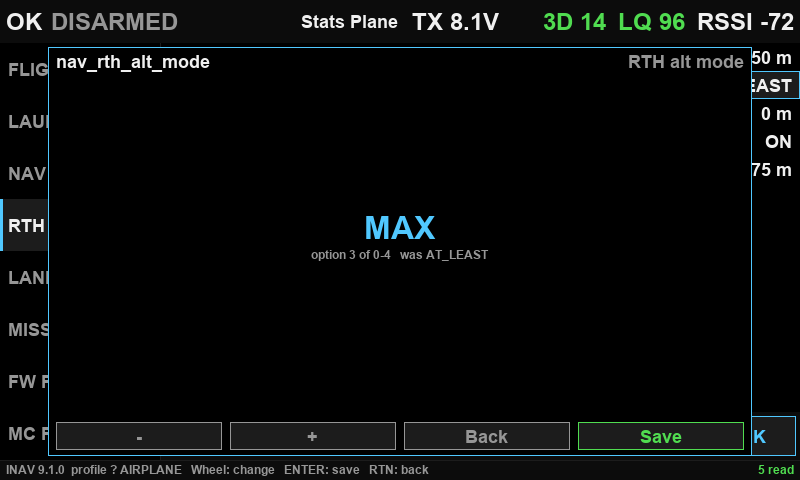 OK DISARMED Stats Plane TX 8.1V 3D 14 LQ 96 RSSI -72
nav_rth_alt_mode RTH alt mode 50 m
FLIG
EAST
LAU 0 m
ON
NAV 75 m
RTH
MAX
option 3 of 0-4 was AT_LEAST
LAN
MISS
FW F
MC F
- + Back Save K
INAV 9.1.0 profile ? AIRPLANE Wheel: change ENTER: save RTN: back 5 read